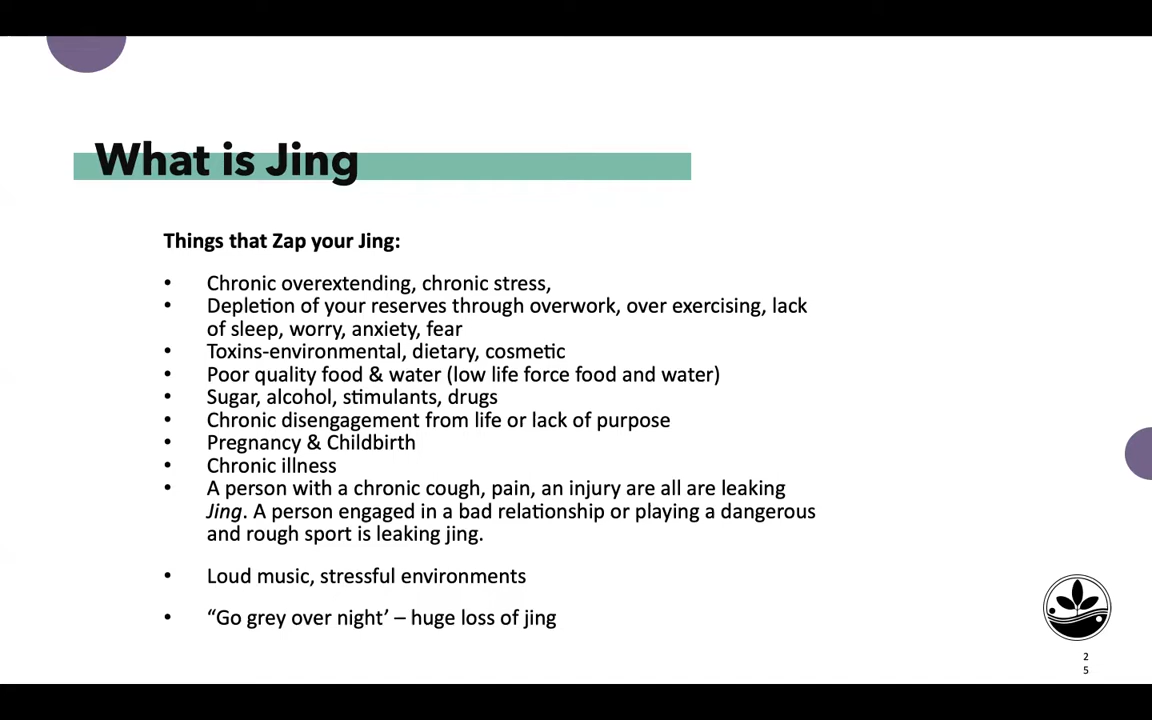 What is Jing
Things that Zap your Jing:
• Chronic overextending, chronic stress,
• Depletion of your reserves through overwork, over exercising, lack
of sleep, worry, anxiety, fear
• Toxins-environmental, dietary, cosmetic
• Poor quality food & water (low life force food and water)
• Sugar, alcohol, stimulants, drugs
• Chronic disengagement from life or lack of purpose
• Pregnancy & Childbirth
• Chronic illness
• A person with a chronic cough, pain, an injury are all are leaking
Jing. A person engaged in a bad relationship or playing a dangerous
and rough sport is leaking jing.
• Loud music, stressful environments
• “Go grey over night’ – huge loss of jing
2
5